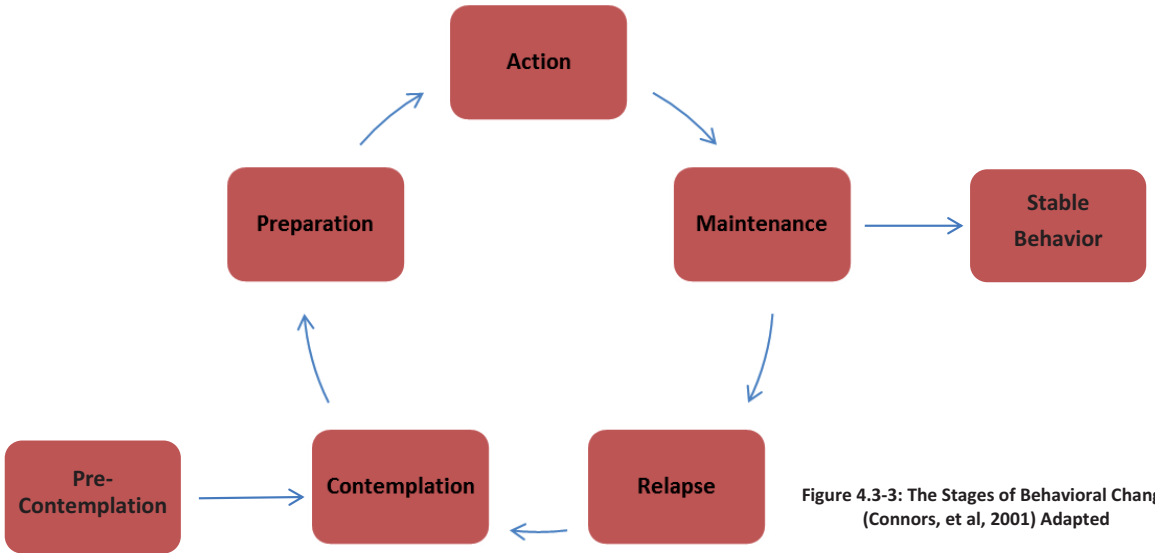 Action
Preparation
Maintenance
Stable
Behavior
Pre-
Contemplation
Contemplation
Relapse
Figure 4.3-3: The Stages of Behavioral Chang
(Connors, et al, 2001) Adapted